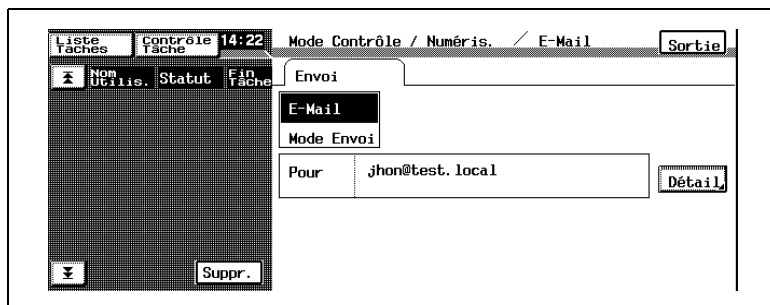 Liste Tâches
Contrôle Tâche
14:22
Mode Contrôle / Numéris. / E-Mail
Sortie
Nom Utilis.
Statut
Fin Tâche
Envoi
E-Mail
Mode Envoi
Pour
jhon@test.local
Détail
Suppr.